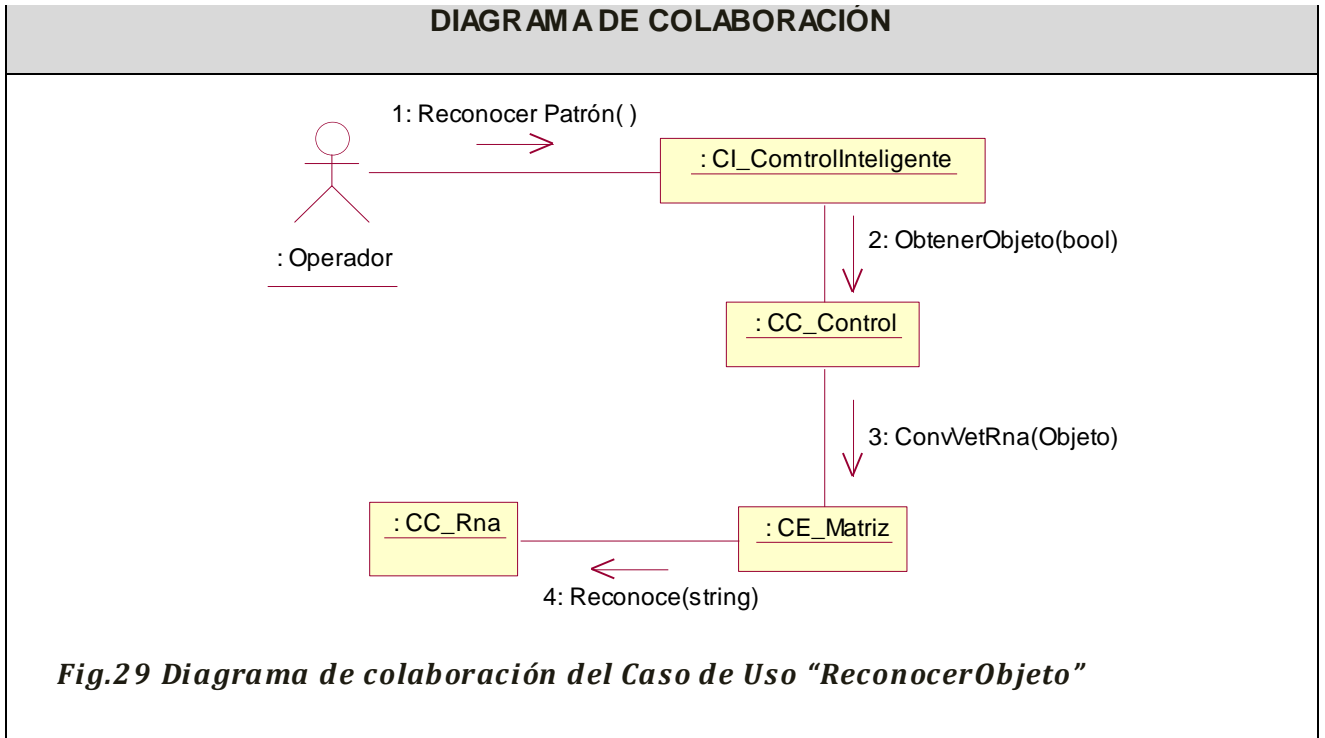 DIAGRAMA DE COLABORACIÓN
1: Reconocer Patrón( )
: CI_ComtrolInteligente
2: ObtenerObjeto(bool)
: Operador
: CC_Control
3: ConvVetRna(Objeto)
: CC_Rna
: CE_Matriz
4: Reconoce(string)
Fig.29 Diagrama de colaboración del Caso de Uso “ReconocerObjeto”